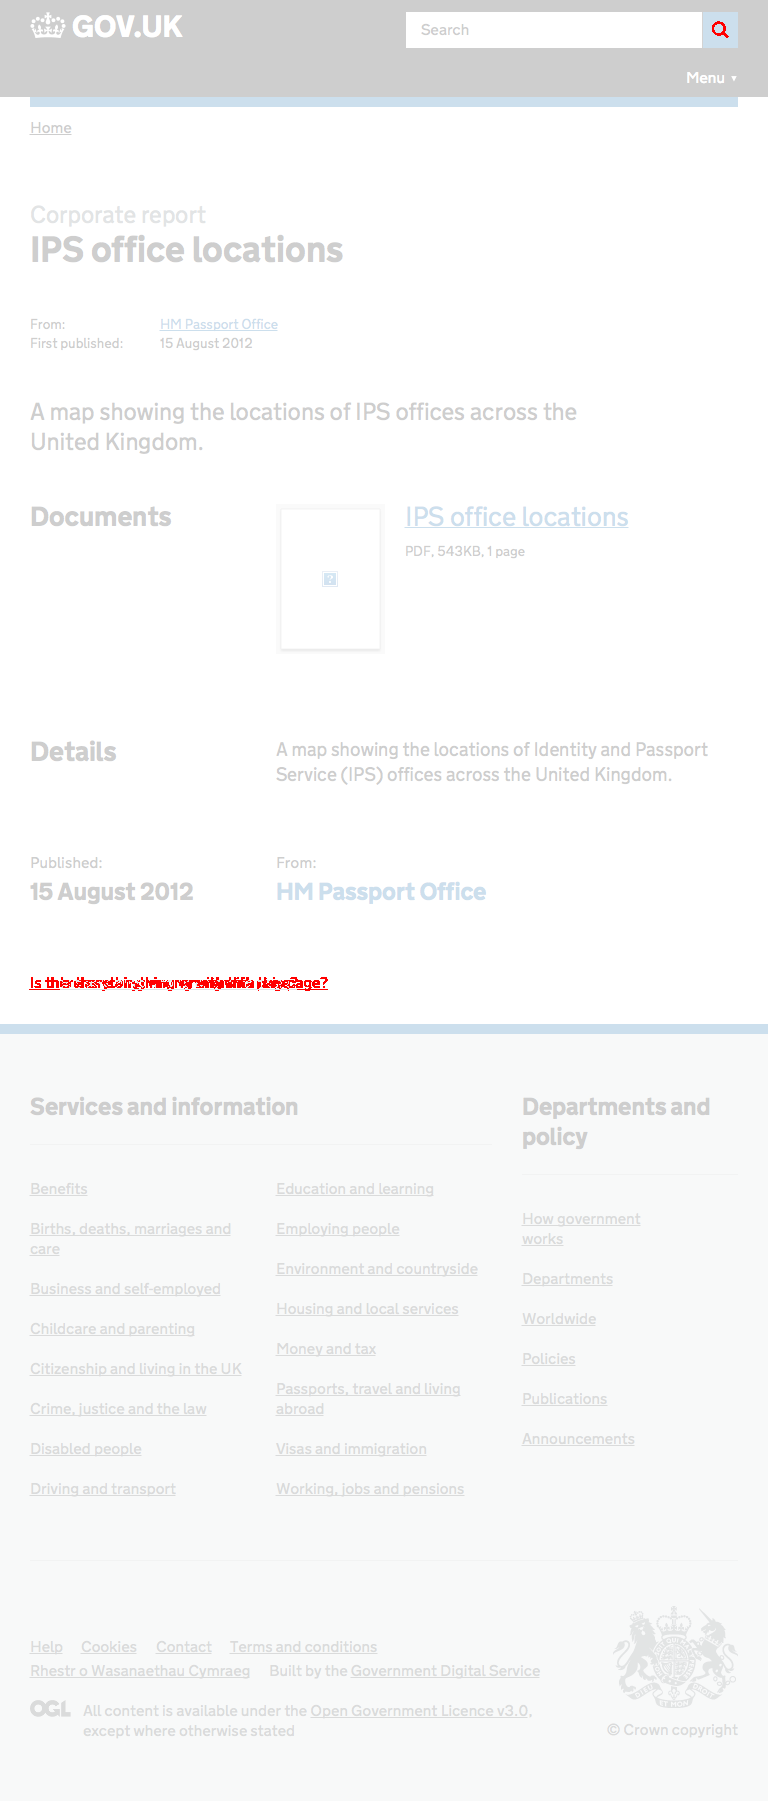 GOV.UK
Search
Menu ▼
Home
Corporate report
IPS office locations
From: HM Passport Office
First published: 15 August 2012
A map showing the locations of IPS offices across the
United Kingdom.
Documents
IPS office locations
PDF, 543KB, 1 page
Details
A map showing the locations of Identity and Passport
Service (IPS) offices across the United Kingdom.
Published:
15 August 2012
From:
HM Passport Office
Services and information
Benefits
Births, deaths, marriages and
care
Business and self-employed
Childcare and parenting
Citizenship and living in the UK
Crime, justice and the law
Disabled people
Driving and transport
Education and learning
Employing people
Environment and countryside
Housing and local services
Money and tax
Passports, travel and living
abroad
Visas and immigration
Working, jobs and pensions
Departments and
policy
How government
works
Departments
Worldwide
Policies
Publications
Announcements
Help Cookies Contact Terms and conditions
Rhestr o Wasanaethau Cymraeg Built by the Government Digital Service
OGL All content is available under the Open Government Licence v3.0,
except where otherwise stated
© Crown copyright